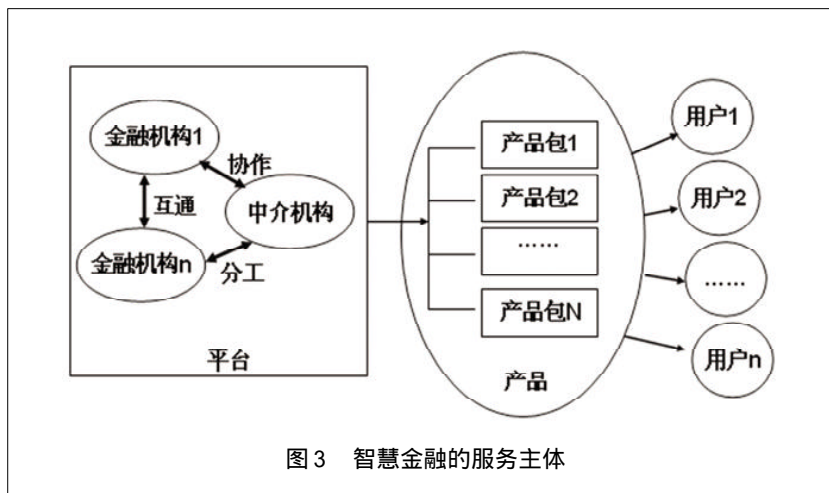 金融机构1
协作
互通
中介机构
金融机构n
分工
平台
产品包1
产品包2
……
产品包N
产品
用户1
用户2
……
用户n
图3 智慧金融的服务主体